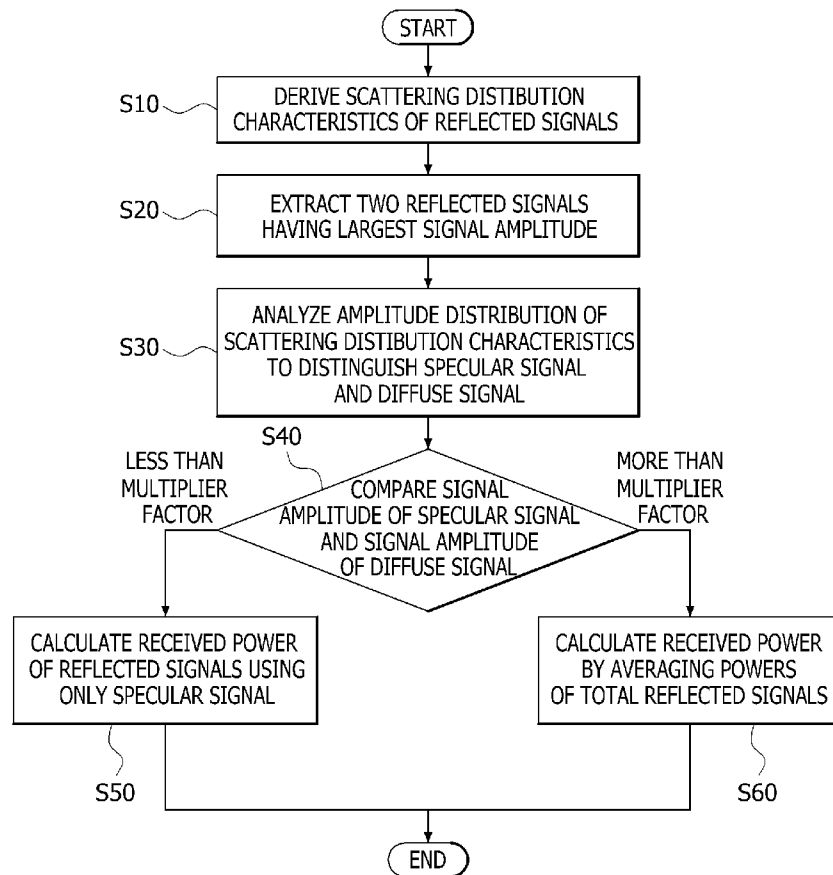 START
S10
DERIVE SCATTERING DISTIBUTION
CHARACTERISTICS OF REFLECTED SIGNALS
S20
EXTRACT TWO REFLECTED SIGNALS
HAVING LARGEST SIGNAL AMPLITUDE
S30
ANALYZE AMPLITUDE DISTRIBUTION OF
SCATTERING DISTIBUTION CHARACTERISTICS
TO DISTINGUISH SPECULAR SIGNAL
AND DIFFUSE SIGNAL
S40
LESS THAN
MULTIPLIER
FACTOR
COMPARE SIGNAL
AMPLITUDE OF SPECULAR SIGNAL
AND SIGNAL AMPLITUDE
OF DIFFUSE SIGNAL
MORE THAN
MULTIPLIER
FACTOR
CALCULATE RECEIVED POWER
OF REFLECTED SIGNALS USING
ONLY SPECULAR SIGNAL
S50
CALCULATE RECEIVED POWER
BY AVERAGING POWERS
OF TOTAL REFLECTED SIGNALS
S60
END